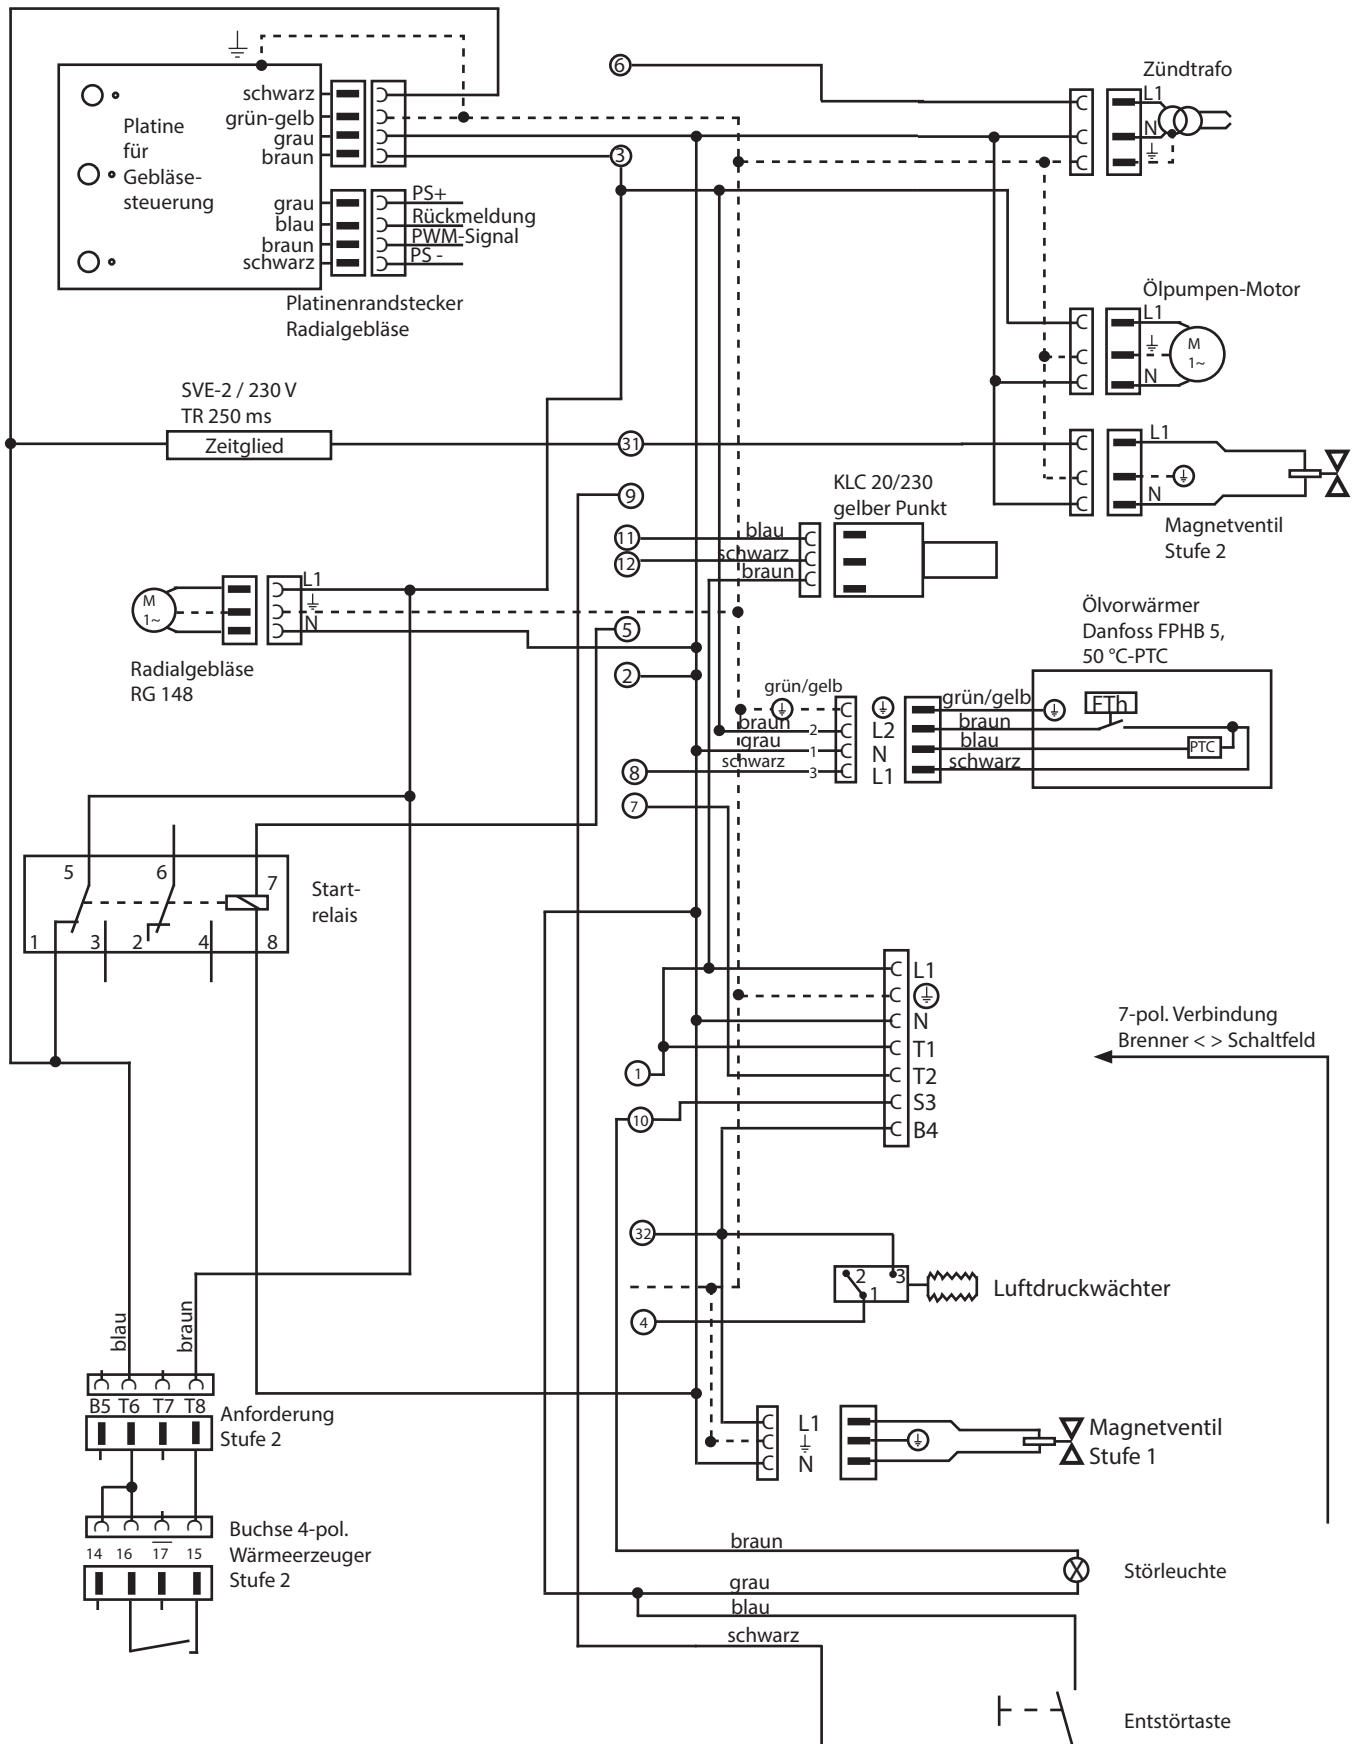 6
Zündtrafo
L1
N
schwarz
grün-gelb
grau
braun
Platine
für
Gebläse-
steuerung
3
grau
blau
braun
schwarz
PS+
Rückmeldung
PWM-Signal
PS -
Platinenrandstecker
Radialgebläse
Ölpumpen-Motor
L1
N
M
1~
SVE-2 / 230 V
TR 250 ms
Zeitglied
31
L1
N
Magnetventil
Stufe 2
9
KLC 20/230
gelber Punkt
11
blau
12
schwarz
braun
M
1~
L1
N
Radialgebläse
RG 148
5
2
Ölvorwärmer
Danfoss FPHB 5,
50 °C-PTC
grün/gelb
braun
2
grau
1
schwarz
3
L2
N
L1
grün/gelb
braun
blau
schwarz
FTh
PTC
8
7
5
6
7
1
3
2
4
8
Start-
relais
L1
N
T1
T2
S3
B4
1
10
7-pol. Verbindung
Brenner < > Schaltfeld
32
2
3
1
Luftdruckwächter
4
blau
braun
B5 T6 T7 T8
Anforderung
Stufe 2
L1
N
Magnetventil
Stufe 1
Buchse 4-pol.
Wärmeerzeuger
Stufe 2
14 16 17 15
braun
Störleuchte
grau
blau
schwarz
Entstörtaste